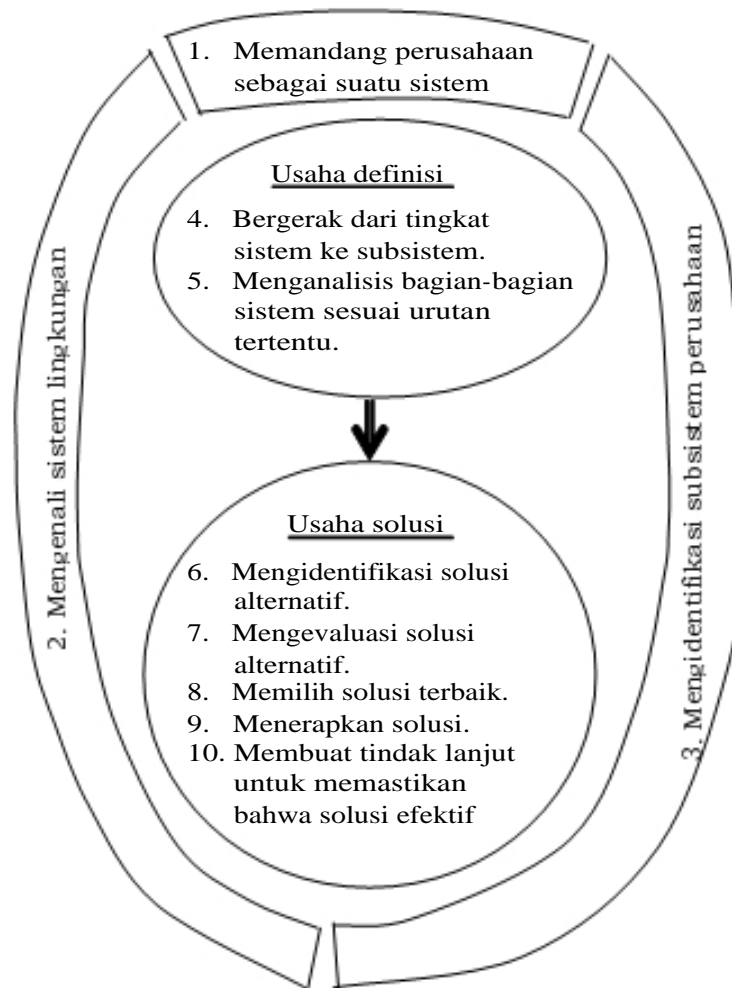 1. Memandang perusahaan
sebagai suatu sistem
2. Mengenali sistem lingkungan
3. Mengidentifikasi subsistem perusahaan
Usaha definisi
4. Bergerak dari tingkat
sistem ke subsistem.
5. Menganalisis bagian-bagian
sistem sesuai urutan
tertentu.
Usaha solusi
6. Mengidentifikasi solusi
alternatif.
7. Mengevaluasi solusi
alternatif.
8. Memilih solusi terbaik.
9. Menerapkan solusi.
10. Membuat tindak lanjut
untuk memastikan
bahwa solusi efektif